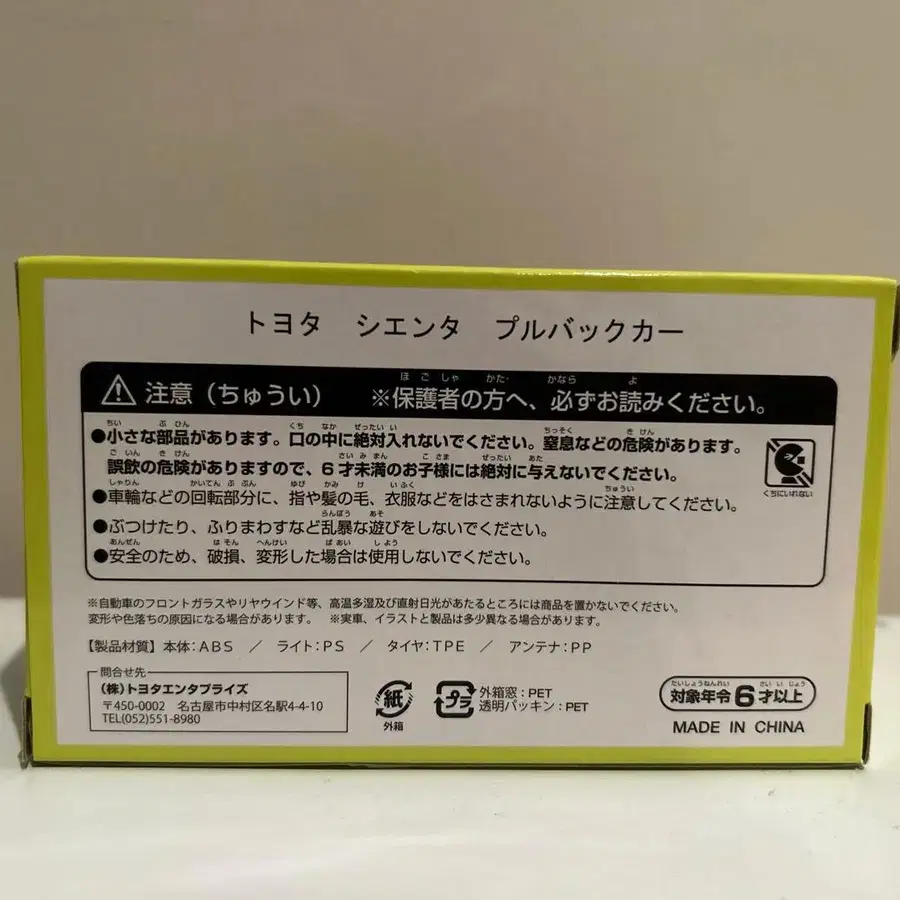 トヨタ シエンタ プルバックカー
注意（ちゅうい） ※保護者の方へ、必ずお読みください。
●小さな部品があります。口の中に絶対入れないでください。窒息などの危険があります。
誤飲の危険がありますので、6才未満のお子様には絶対に与えないでください。
くちにいれない
●車輪などの回転部分に、指や髪の毛、衣服などをはさまれないように注意してください。
●ぶつけたり、ふりまわすなど乱暴な遊びをしないでください。
●安全のため、破損、変形した場合は使用しないでください。
※自動車のフロントガラスやリヤウインド等、高温多湿及び直射日光があたるところには商品を置かないでください。
変形や色落ちの原因になる場合があります。 ※実車、イラストと製品は多少異なる場合があります。
【製品材質】本体：ABS ／ ライト：PS ／ タイヤ：TPE ／ アンテナ：PP
問合せ先
（株）トヨタエンタプライズ
〒450-0002 名古屋市中村区名駅4-4-10
TEL(052)551-8980
紙
外箱
プラ
外箱窓：PET
透明パッキン：PET
対象年令6才以上
MADE IN CHINA